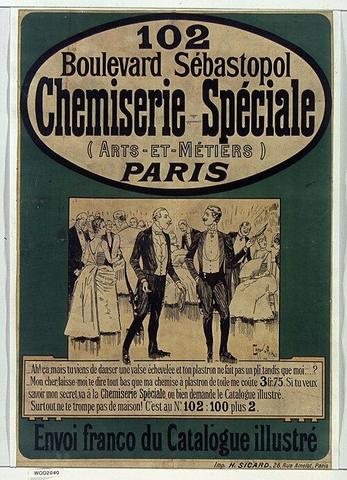 102
Boulevard Sébastopol
Chemiserie Spéciale
( ARTS-ET-MÉTIERS )
PARIS
...Ah! ça, mais tu viens de danser une valse échevelée et ton plastron ne fait pas un pli, tandis que moi....?
...Mon cher, laisse-moi te dire tout bas que ma chemise à plastron de toile me coûte 3 fr. 75. Si tu veux
savoir mon secret, va à la Chemiserie Spéciale ou bien demande le Catalogue illustré.
Surtout ne te trompe pas de maison! C'est au Nº 102 : 100 plus 2.
Envoi franco du Catalogue illustré
Imp. H. SICARD, 28, Rue Amelot, Paris
WOD2040